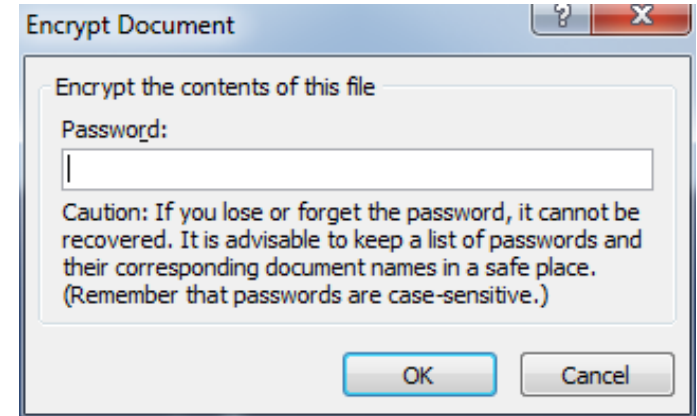 Encrypt Document
?
X
Encrypt the contents of this file
Password:
Caution: If you lose or forget the password, it cannot be
recovered. It is advisable to keep a list of passwords and
their corresponding document names in a safe place.
(Remember that passwords are case-sensitive.)
OK
Cancel